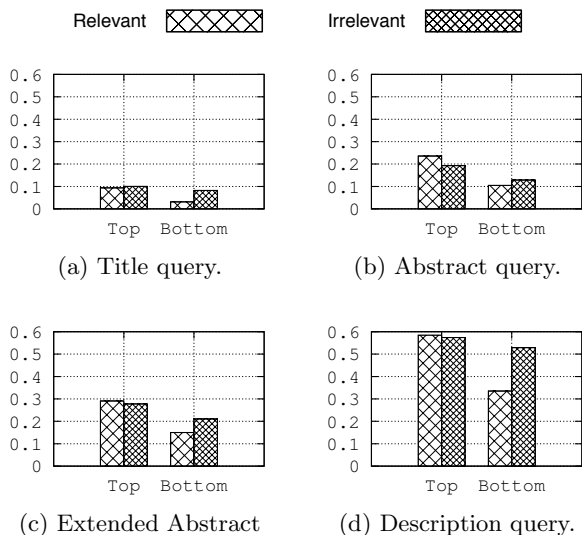 Relevant Irrelevant
0.6 0.6
0.5 0.5
0.4 0.4
0.3 0.3
0.2 0.2
0.1 0.1
0 0
Top Bottom Top Bottom
(a) Title query. (b) Abstract query.
0.6 0.6
0.5 0.5
0.4 0.4
0.3 0.3
0.2 0.2
0.1 0.1
0 0
Top Bottom Top Bottom
(c) Extended Abstract (d) Description query.